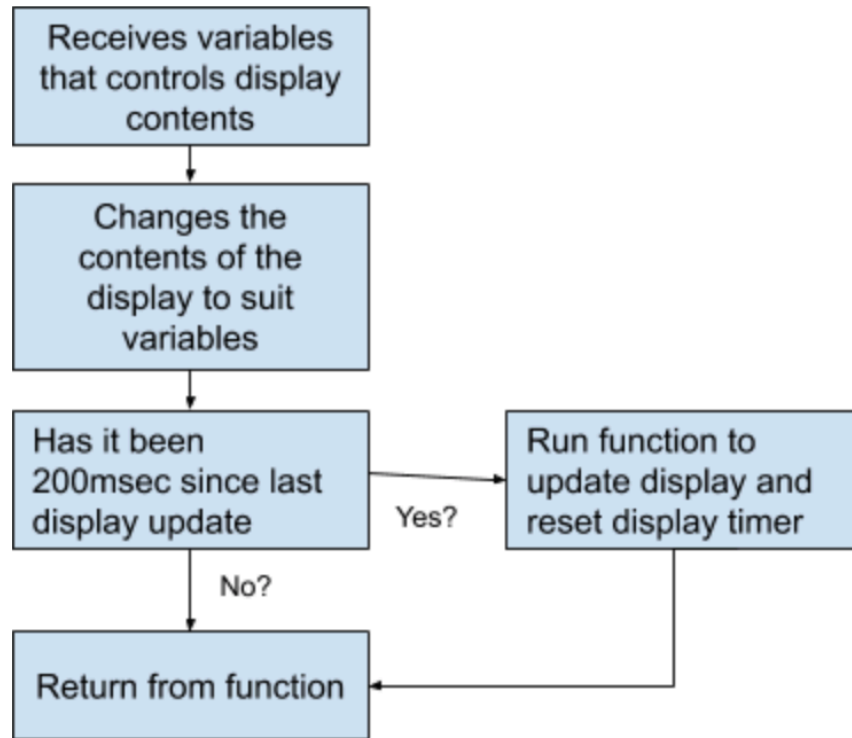 Receives variables
that controls display
contents
Changes the
contents of the
display to suit
variables
Has it been
200msec since last
display update
Yes?
Run function to
update display and
reset display timer
No?
Return from function